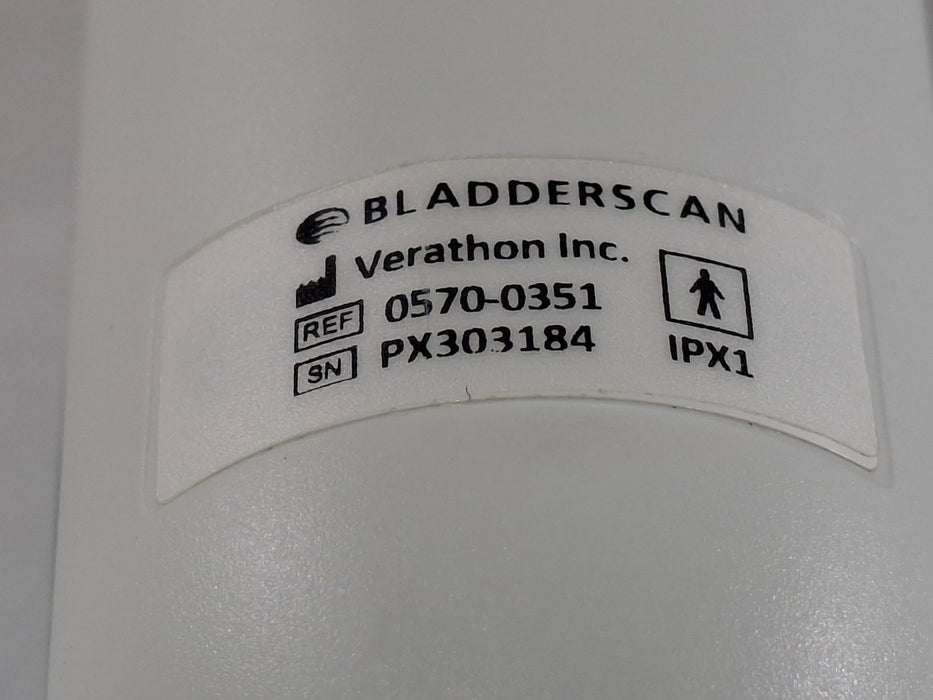 BLADDERSCAN
Verathon Inc.
REF 0570-0351
SN PX303184
IPX1